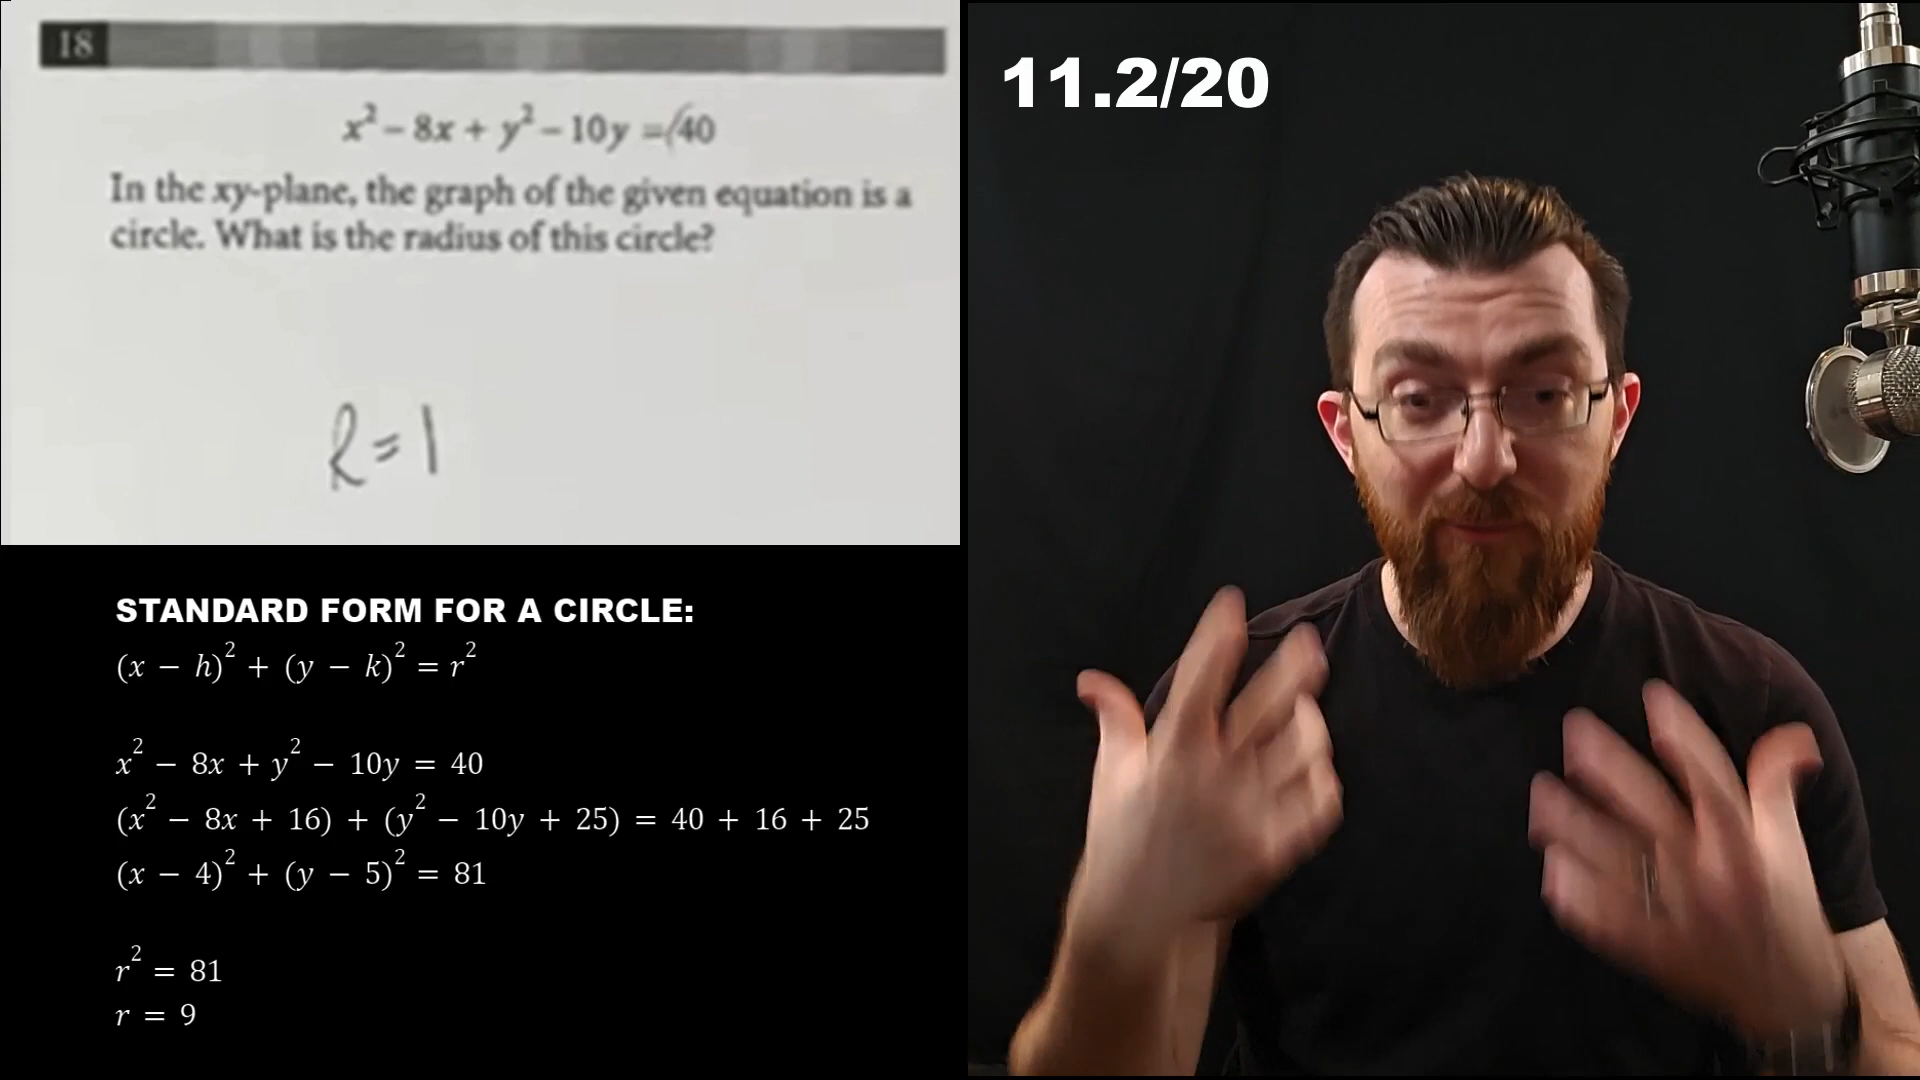 18
x² – 8x + y² – 10y = 40
In the xy-plane, the graph of the given equation is a
circle. What is the radius of this circle?
R = 1
STANDARD FORM FOR A CIRCLE:
(x − h)² + (y − k)² = r²
x² − 8x + y² − 10y = 40
(x² − 8x + 16) + (y² − 10y + 25) = 40 + 16 + 25
(x − 4)² + (y − 5)² = 81
r² = 81
r = 9
11.2/20